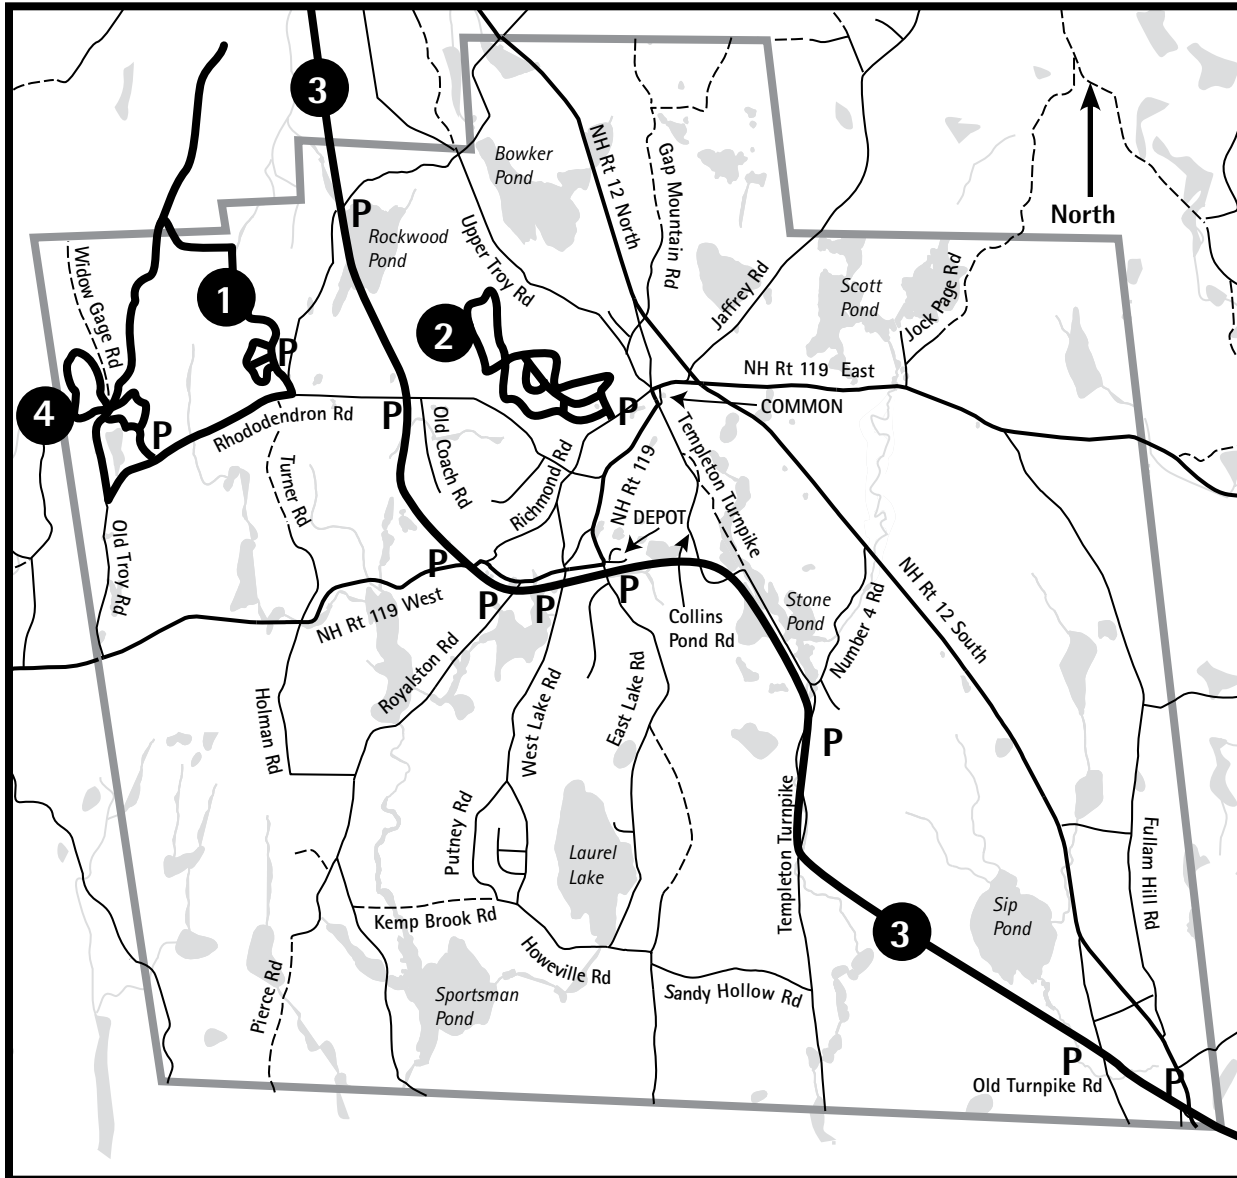 3
NH Rt 12 North
Gap Mountain Rd
Bowker
Pond
North
P
Rockwood
Pond
Upper Troy Rd
Widow Gage Rd
Jaffrey Rd
Scott
Pond
Jock Page Rd
1
2
P
NH Rt 119 East
4
P
Rhododendron Rd
P
Old Coach Rd
P
COMMON
Templeton Turnpike
Richmond Rd
NH Rt 119
Turner Rd
DEPOT
Old Troy Rd
P
P
P
P
NH Rt 119 West
Collins
Pond Rd
Stone
Pond
Number 4 Rd
NH Rt 12 South
Royalston Rd
Holman Rd
West Lake Rd
East Lake Rd
P
Putney Rd
Laurel
Lake
Templeton Turnpike
Fullam Hill Rd
Kemp Brook Rd
3
Sip
Pond
Howeville Rd
Pierce Rd
Sportsman
Pond
Sandy Hollow Rd
P
P
Old Turnpike Rd